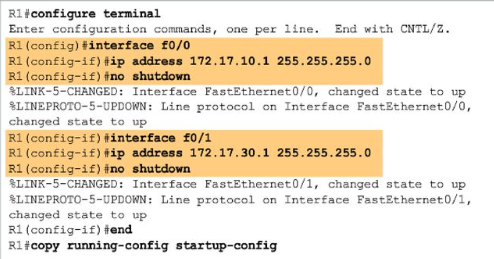 R1#configure terminal
Enter configuration commands, one per line.  End with CNTL/Z.
R1(config)#interface f0/0
R1(config-if)#ip address 172.17.10.1 255.255.255.0
R1(config-if)#no shutdown
%LINK-5-CHANGED: Interface FastEthernet0/0, changed state to up
%LINEPROTO-5-UPDOWN: Line protocol on Interface FastEthernet0/0,
changed state to up
R1(config-if)#interface f0/1
R1(config-if)#ip address 172.17.30.1 255.255.255.0
R1(config-if)#no shutdown
%LINK-5-CHANGED: Interface FastEthernet0/1, changed state to up
%LINEPROTO-5-UPDOWN: Line protocol on Interface FastEthernet0/1,
changed state to up
R1(config-if)#end
R1#copy running-config startup-config